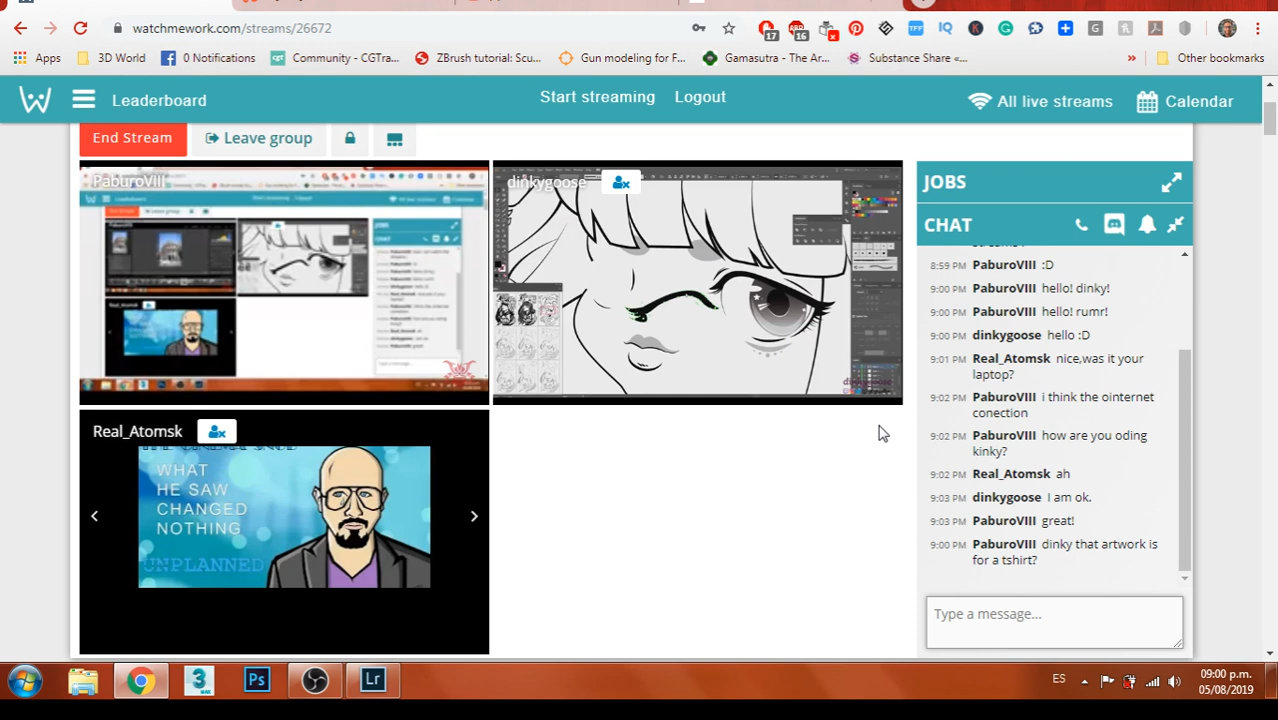 watchmework.com/streams/26672
17
16
Apps
3D World
0 Notifications
Community - CGTra...
ZBrush tutorial: Scu...
Gun modeling for F...
Gamasutra - The Ar...
Substance Share «...
»
Other bookmarks
Leaderboard
Start streaming
Logout
All live streams
Calendar
End Stream
Leave group
PaburoVIII
dinkygoose
Real_Atomsk
WHAT
HE SAW
CHANGED
NOTHING
UNPLANNED
JOBS
CHAT
8:59 PM PaburoVIII :D
9:00 PM PaburoVIII hello! dinky!
9:00 PM PaburoVIII hello! rumr!
9:00 PM dinkygoose hello :D
9:01 PM Real_Atomsk nice,was it your
laptop?
9:02 PM PaburoVIII i think the ointernet
conection
9:02 PM PaburoVIII how are you oding
kinky?
9:02 PM Real_Atomsk ah
9:03 PM dinkygoose I am ok.
9:03 PM PaburoVIII great!
9:00 PM PaburoVIII dinky that artwork is
for a tshirt?
Type a message...
3
Ps
Lr
ES
09:00 p.m.
05/08/2019